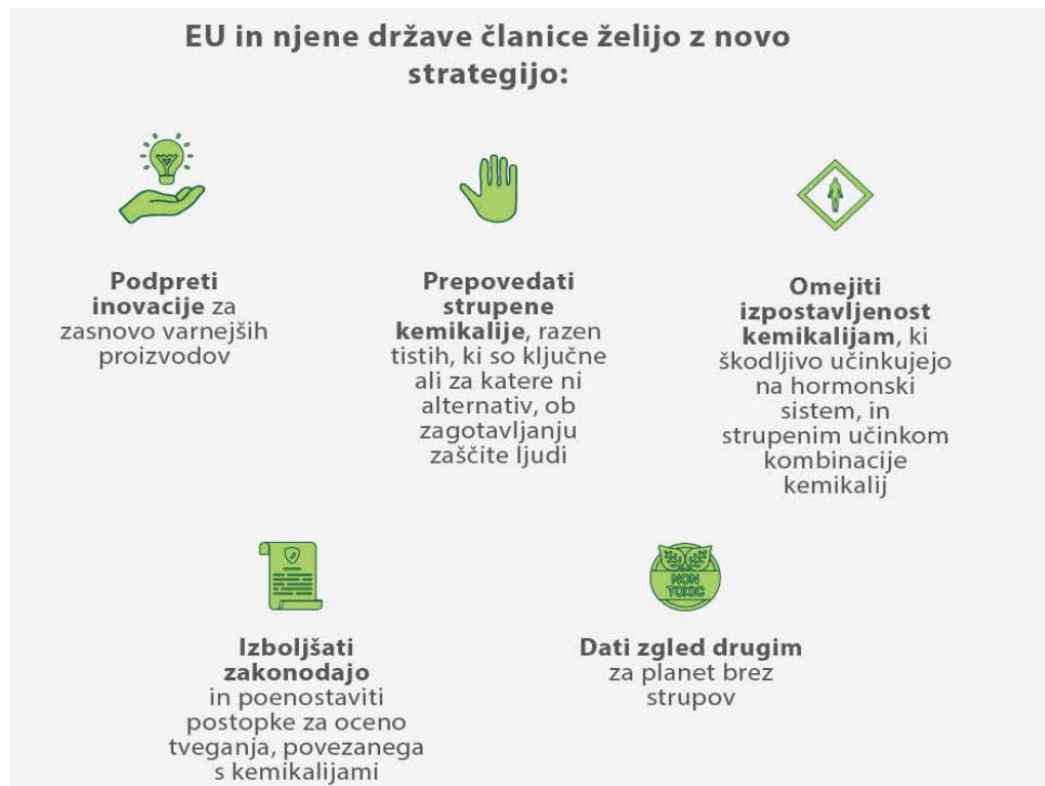 EU in njene države članice želijo z novo
strategijo:
Podpreti
inovacije za
zasnovo varnejših
proizvodov
Prepovedati
strupene
kemikalije, razen
tistih, ki so ključne
ali za katere ni
alternativ, ob
zagotavljanju
zaščite ljudi
Omejiti
izpostavljenost
kemikalijam, ki
škodljivo učinkujejo
na hormonski
sistem, in
strupenim učinkom
kombinacije
kemikalij
Izboljšati
zakonodajo
in poenostaviti
postopke za oceno
tveganja, povezanega
s kemikalijami
NON
TOXIC
Dati zgled drugim
za planet brez
strupov